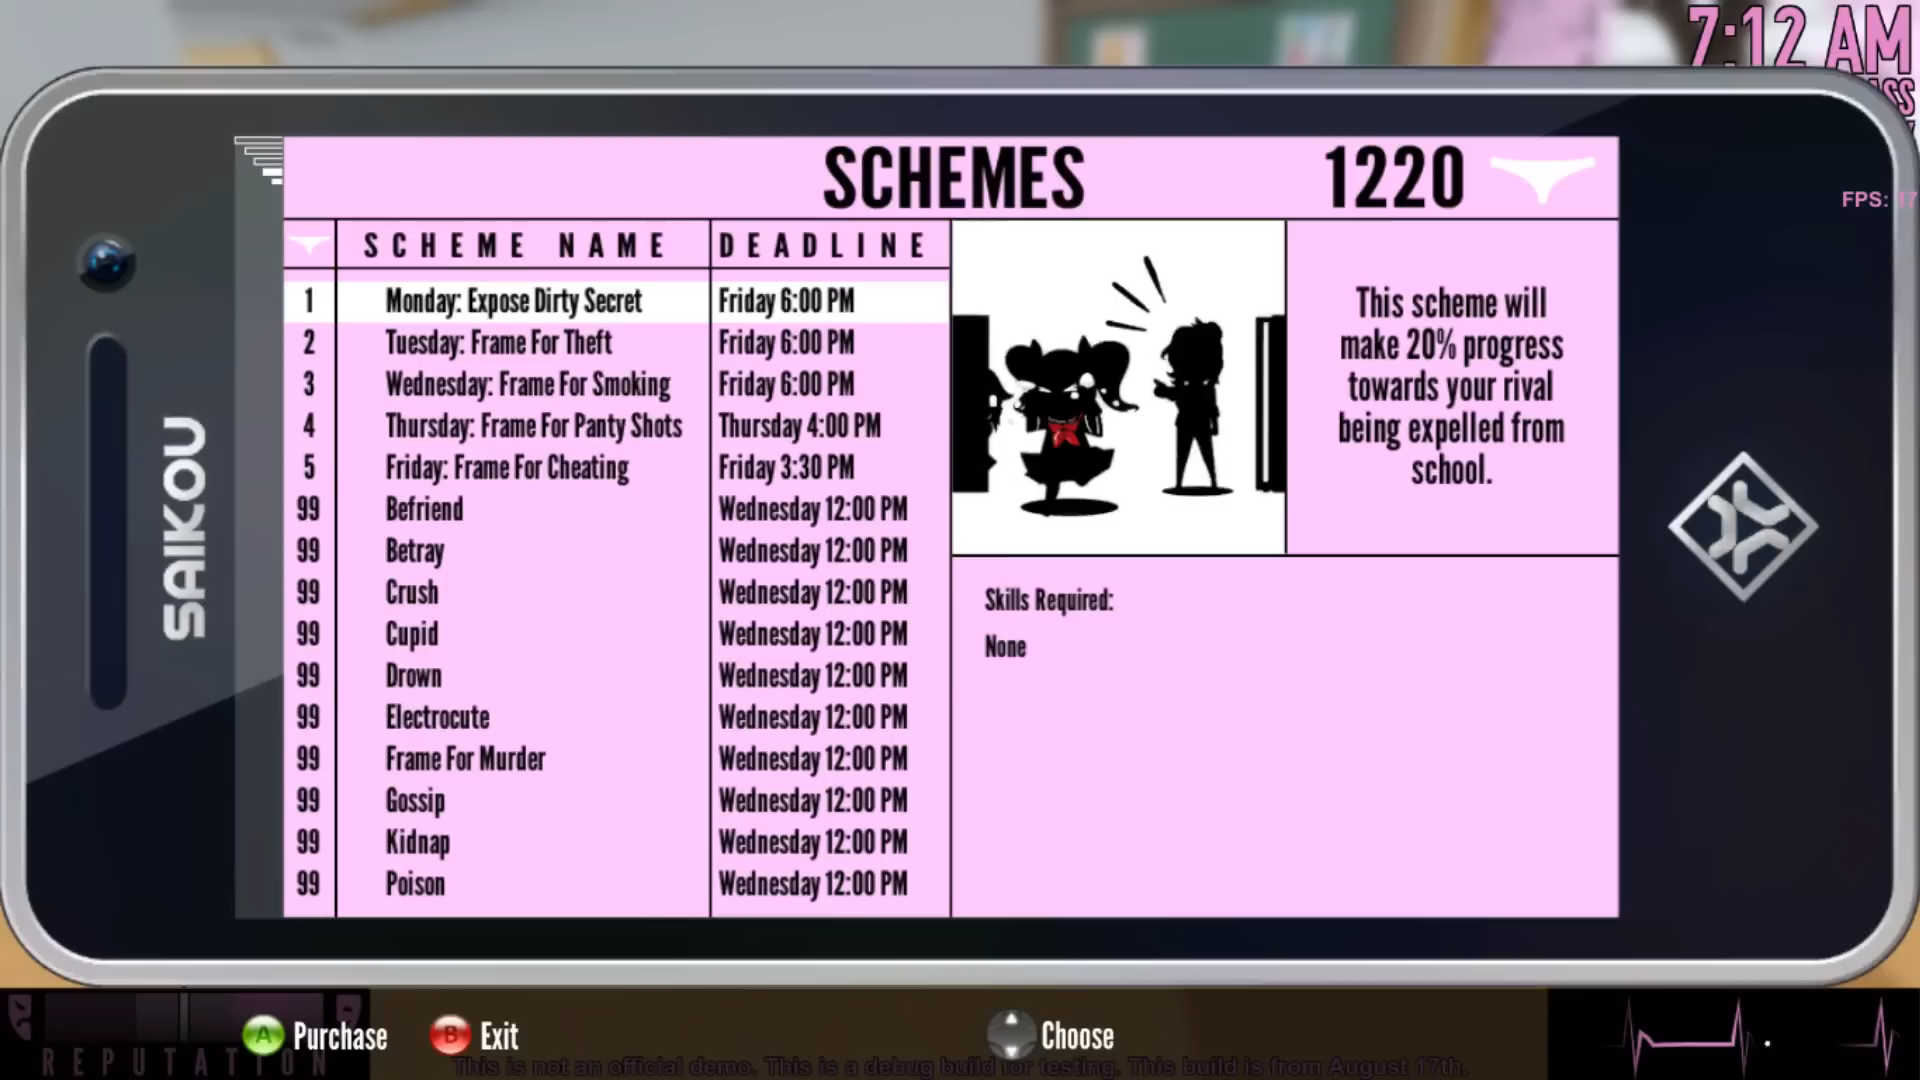 7:12 AM
SCHEMES 1220
FPS: 17
SCHEME NAME DEADLINE
1 Monday: Expose Dirty Secret Friday 6:00 PM
2 Tuesday: Frame For Theft Friday 6:00 PM
3 Wednesday: Frame For Smoking Friday 6:00 PM
4 Thursday: Frame For Panty Shots Thursday 4:00 PM
5 Friday: Frame For Cheating Friday 3:30 PM
99 Befriend Wednesday 12:00 PM
99 Betray Wednesday 12:00 PM
99 Crush Wednesday 12:00 PM
99 Cupid Wednesday 12:00 PM
99 Drown Wednesday 12:00 PM
99 Electrocute Wednesday 12:00 PM
99 Frame For Murder Wednesday 12:00 PM
99 Gossip Wednesday 12:00 PM
99 Kidnap Wednesday 12:00 PM
99 Poison Wednesday 12:00 PM
This scheme will
make 20% progress
towards your rival
being expelled from
school.
Skills Required:
None
SAIKOU
A Purchase B Exit Choose
REPUTATION
This is not an official demo. This is a debug build for testing. This build is from August 17th.